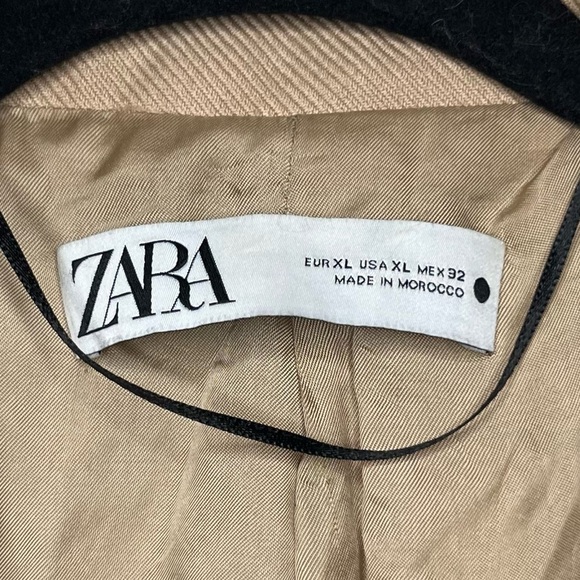 ZARA
EUR XL USA XL MEX 32
MADE IN MOROCCO